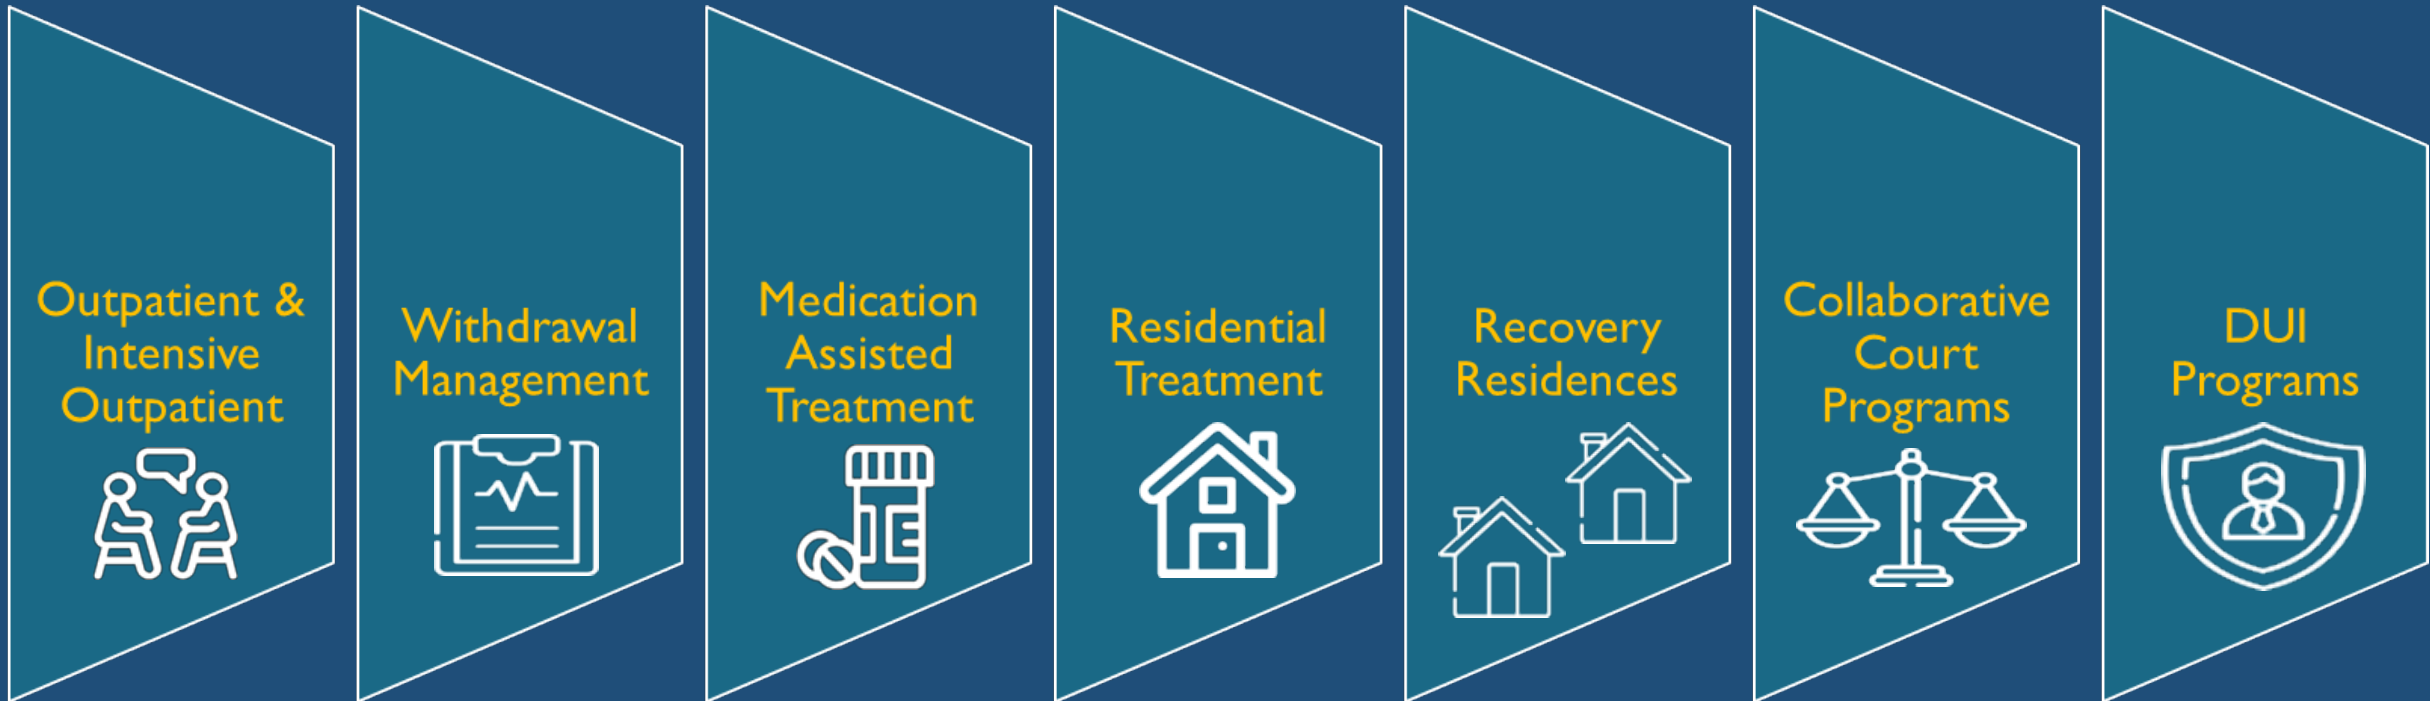 Outpatient &
Intensive
Outpatient
Withdrawal
Management
Medication
Assisted
Treatment
Residential
Treatment
Recovery
Residences
Collaborative
Court
Programs
DUI
Programs